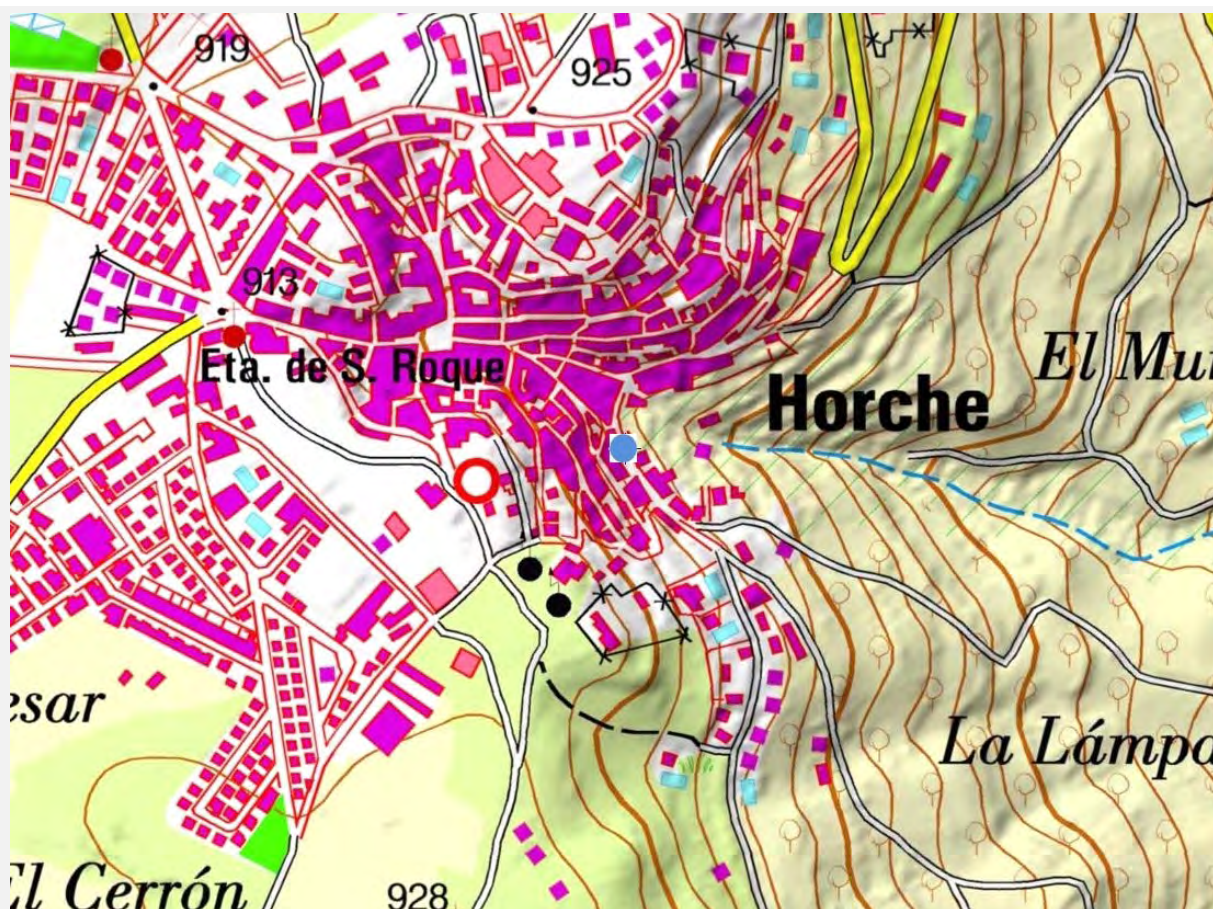 919
925
913
Eta. de S. Roque
El Mu
Horche
esar
La Lámpa
El Cerrón
928